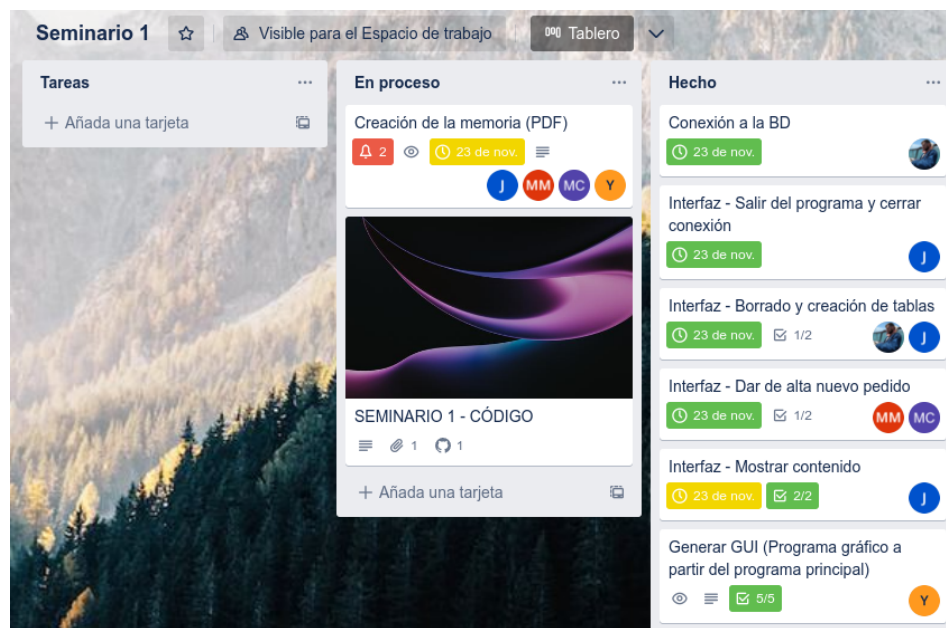 Seminario 1
Visible para el Espacio de trabajo
Tablero
Tareas
Añada una tarjeta
En proceso
Creación de la memoria (PDF)
2
23 de nov.
J MM MC Y
SEMINARIO 1 - CÓDIGO
1 1
Añada una tarjeta
Hecho
Conexión a la BD
23 de nov.
Interfaz - Salir del programa y cerrar
conexión
23 de nov. J
Interfaz - Borrado y creación de tablas
23 de nov. 1/2 J
Interfaz - Dar de alta nuevo pedido
23 de nov. 1/2 MM MC
Interfaz - Mostrar contenido
23 de nov. 2/2 J
Generar GUI (Programa gráfico a
partir del programa principal)
5/5 Y